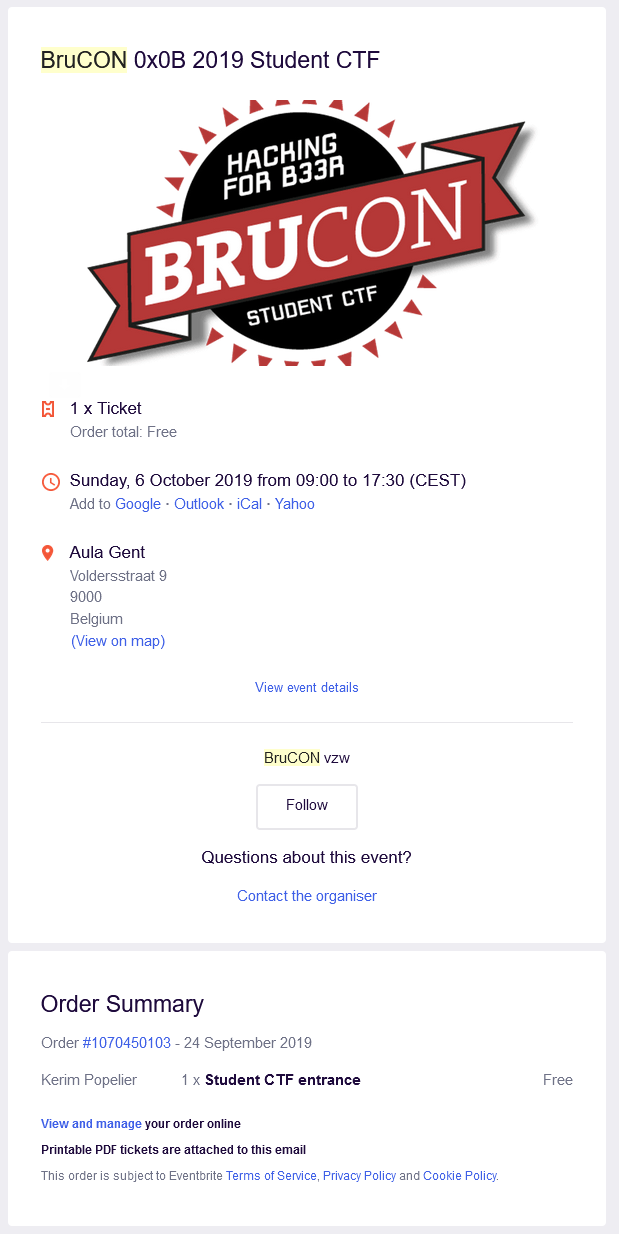 BruCON 0x0B 2019 Student CTF
HACKING
FOR B33R
BRUCON
STUDENT CTF
1 x Ticket
Order total: Free
Sunday, 6 October 2019 from 09:00 to 17:30 (CEST)
Add to Google · Outlook · iCal · Yahoo
Aula Gent
Voldersstraat 9
9000
Belgium
(View on map)
View event details
BruCON vzw
Follow
Questions about this event?
Contact the organiser
Order Summary
Order #1070450103 - 24 September 2019
Kerim Popelier 1 x Student CTF entrance Free
View and manage your order online
Printable PDF tickets are attached to this email
This order is subject to Eventbrite Terms of Service, Privacy Policy and Cookie Policy.